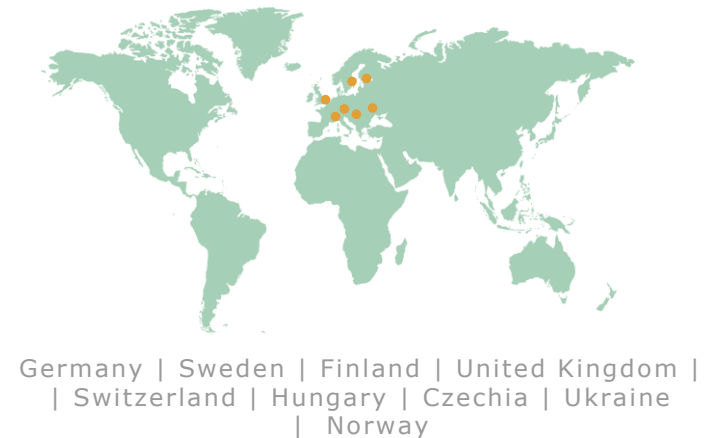 Germany | Sweden | Finland | United Kingdom |
| Switzerland | Hungary | Czechia | Ukraine
| Norway